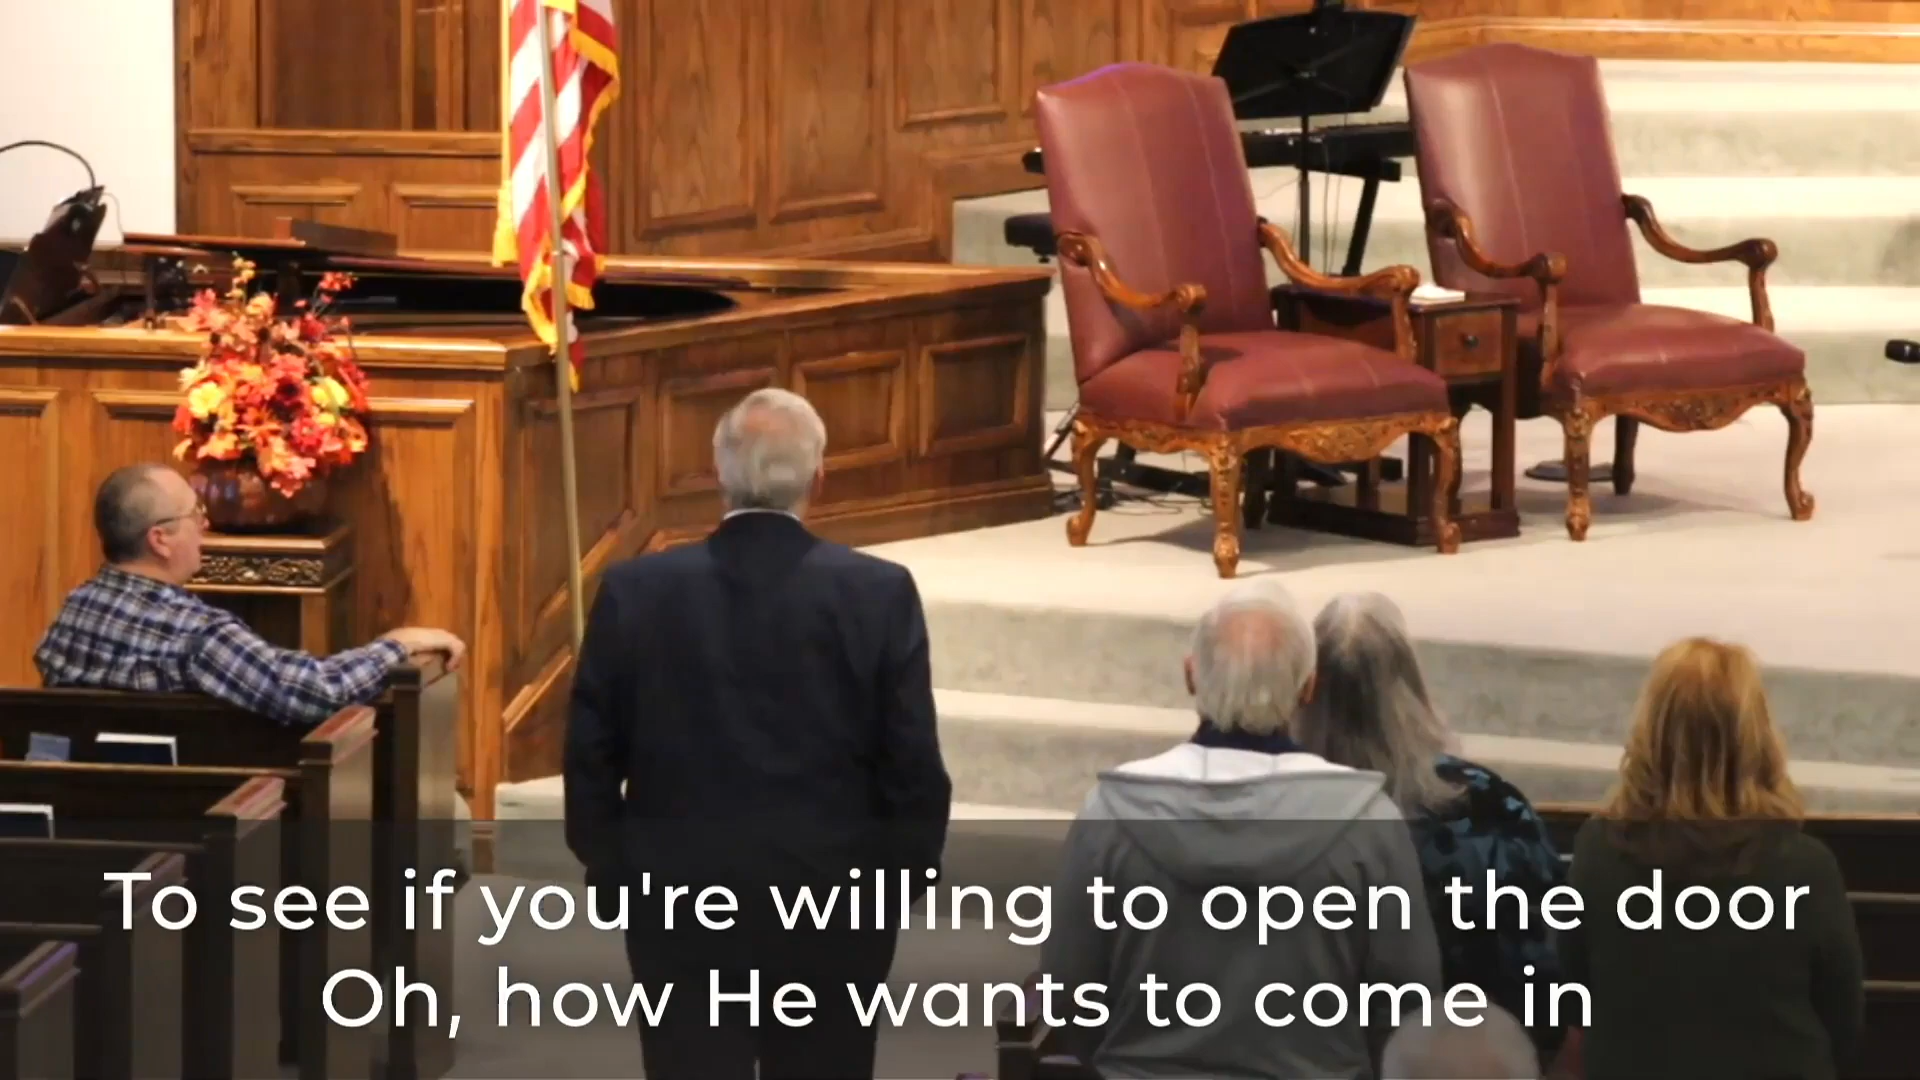 To see if you're willing to open the door
Oh, how He wants to come in